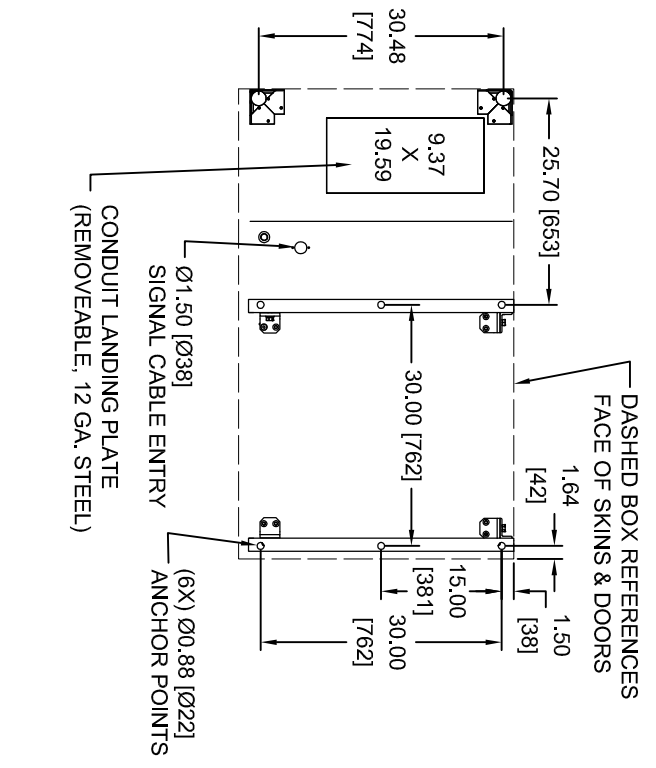 DASHED BOX REFERENCES
FACE OF SKINS & DOORS
1.64
[42]
1.50
[38]
25.70 [653]
30.48
[774]
9.37
X
19.59
30.00 [762]
15.00
[381]
30.00
[762]
Ø1.50 [Ø38]
SIGNAL CABLE ENTRY
CONDUIT LANDING PLATE
(REMOVEABLE, 12 GA. STEEL)
(6X) Ø0.88 [Ø22]
ANCHOR POINTS